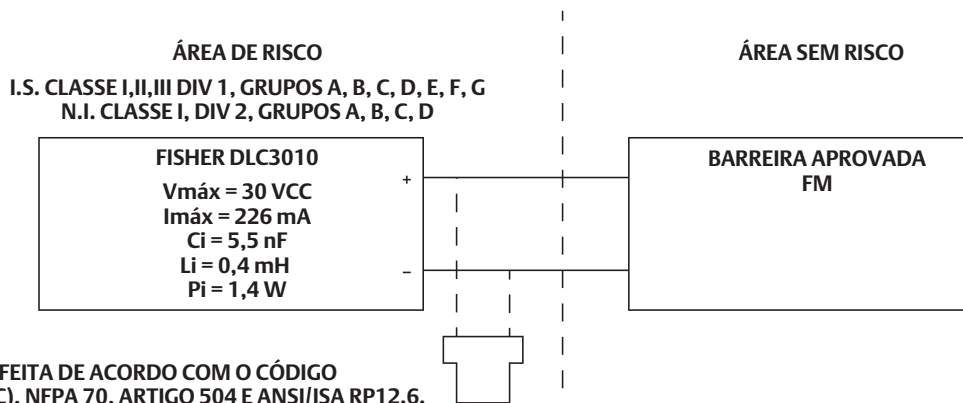 ÁREA DE RISCO
I.S. CLASSE I,II,III DIV 1, GRUPOS A, B, C, D, E, F, G
N.I. CLASSE I, DIV 2, GRUPOS A, B, C, D
FISHER DLC3010
Vmáx = 30 VCC
Imáx = 226 mA
Ci = 5,5 nF
Li = 0,4 mH
Pi = 1,4 W
+
–
ÁREA SEM RISCO
BARREIRA APROVADA
FM
FEITA DE ACORDO COM O CÓDIGO
C), NFPA 70, ARTIGO 504 E ANSI/ISA RP12.6.